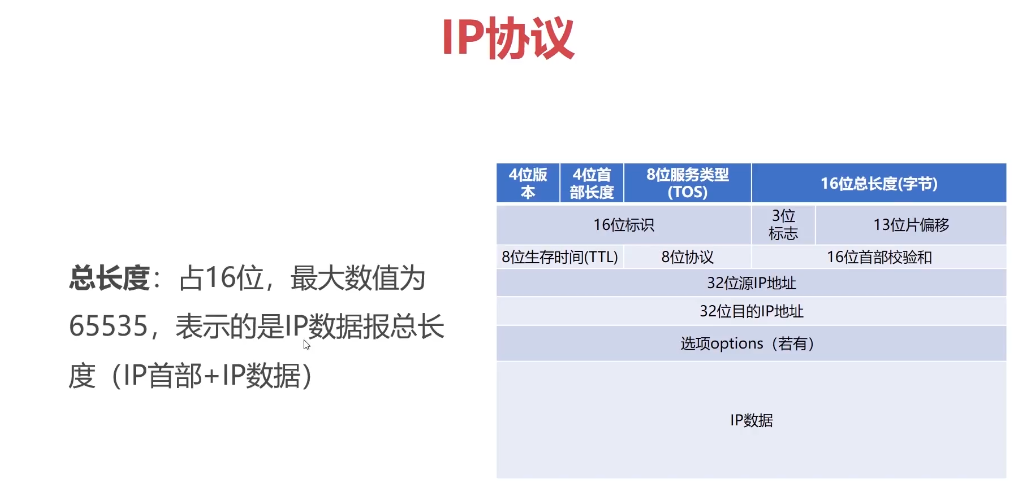 IP协议
总长度：占16位，最大数值为
65535，表示的是IP数据报总长
度（IP首部+IP数据）
4位版
本
4位首
部长度
8位服务类型
(TOS)
16位总长度(字节)
16位标识
3位
标志
13位片偏移
8位生存时间(TTL)
8位协议
16位首部校验和
32位源IP地址
32位目的IP地址
选项options（若有）
IP数据